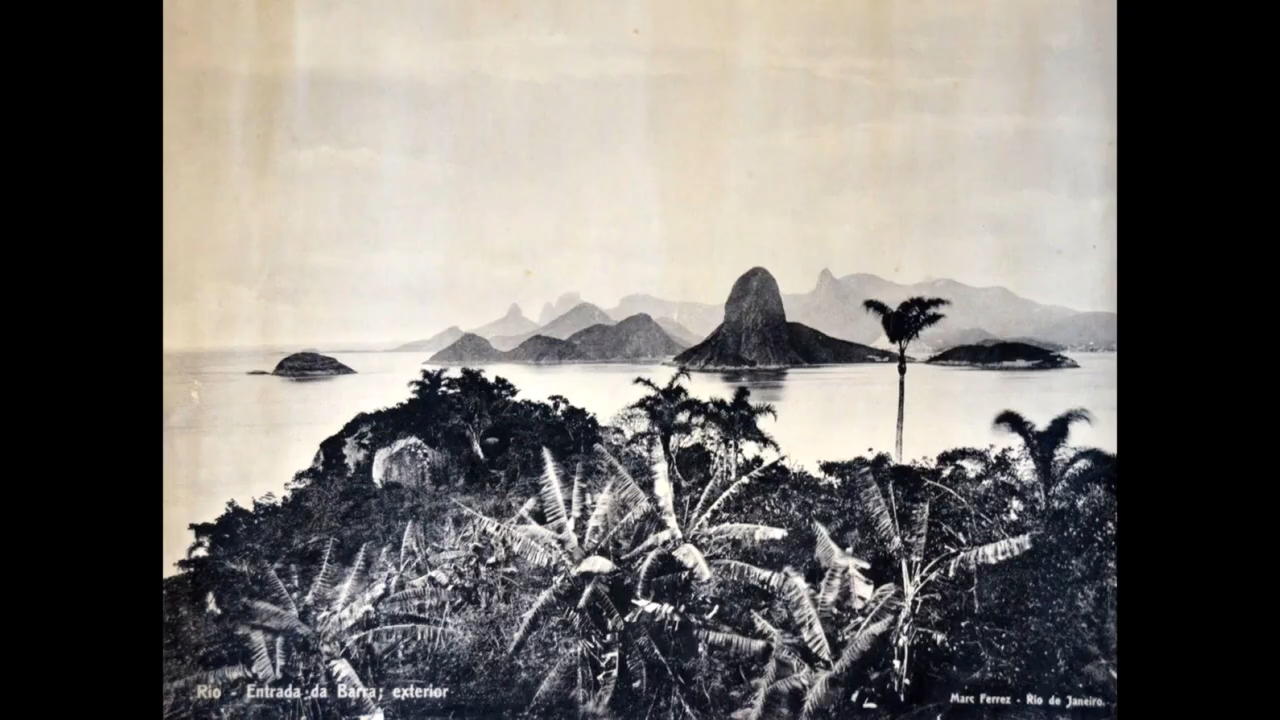 Rio - Entrada da Barra; exterior
Marc Ferrez - Rio de Janeiro.